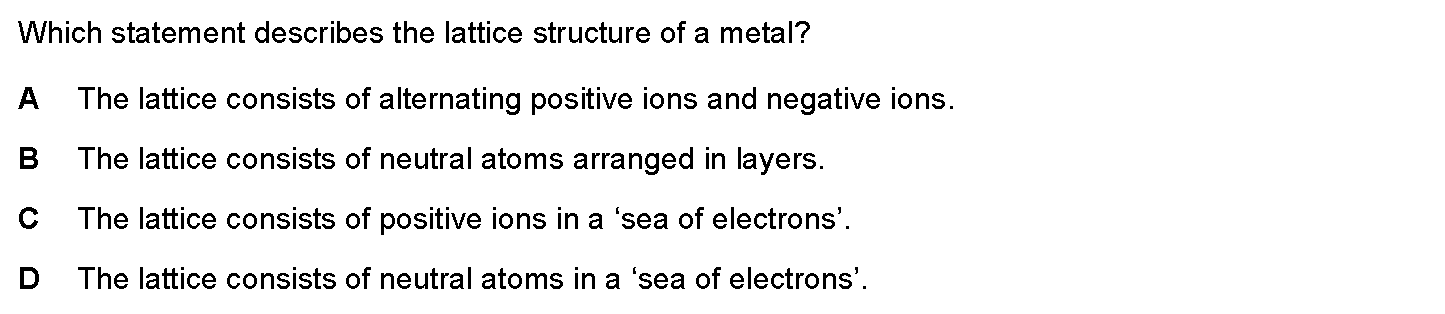 Which statement describes the lattice structure of a metal?
A The lattice consists of alternating positive ions and negative ions.
B The lattice consists of neutral atoms arranged in layers.
C The lattice consists of positive ions in a ‘sea of electrons’.
D The lattice consists of neutral atoms in a ‘sea of electrons’.